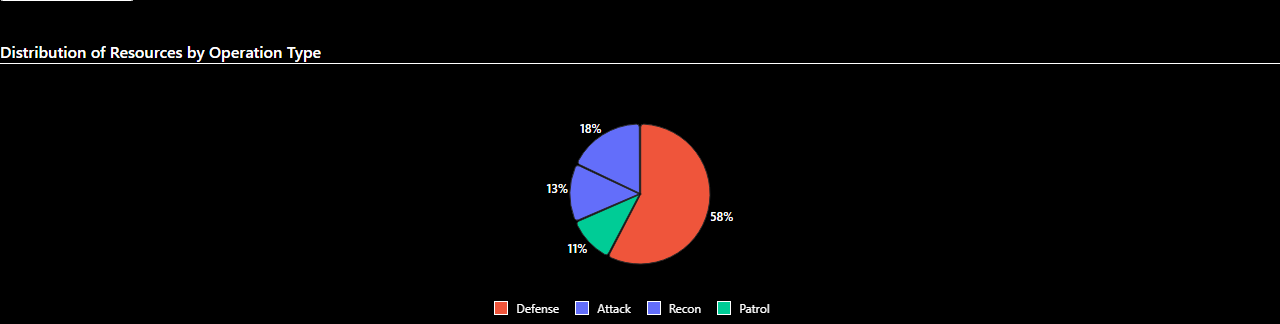 Distribution of Resources by Operation Type
18%
13%
58%
11%
Defense Attack Recon Patrol